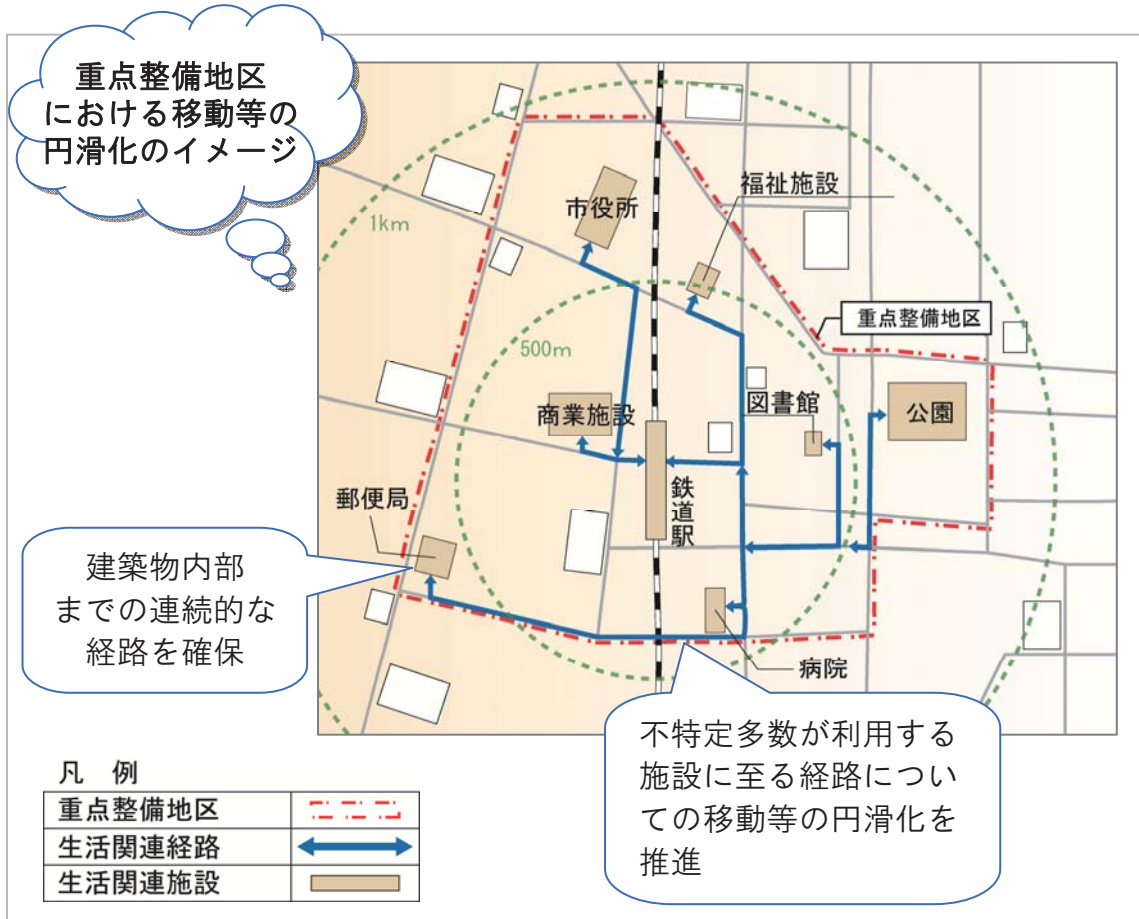 重点整備地区
における移動等の
円滑化のイメージ
福祉施設
市役所
1km
重点整備地区
500m
図書館
公園
商業施設
鉄道駅
郵便局
建築物内部
までの連続的な
経路を確保
病院
不特定多数が利用する
施設に至る経路につい
ての移動等の円滑化を
推進
凡 例
重点整備地区
生活関連経路
生活関連施設